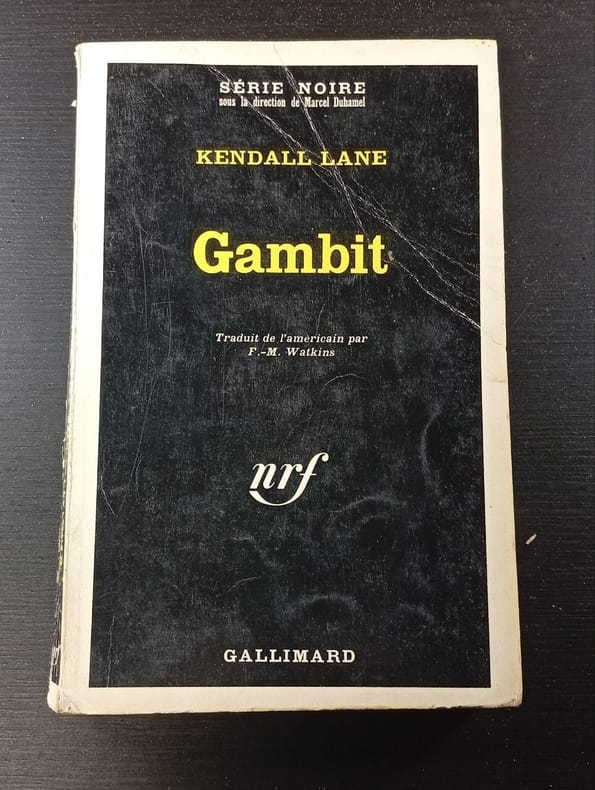 SÉRIE NOIRE
sous la direction de Marcel Duhamel
KENDALL LANE
Gambit
Traduit de l'américain par
F.-M. Watkins
nrf
GALLIMARD